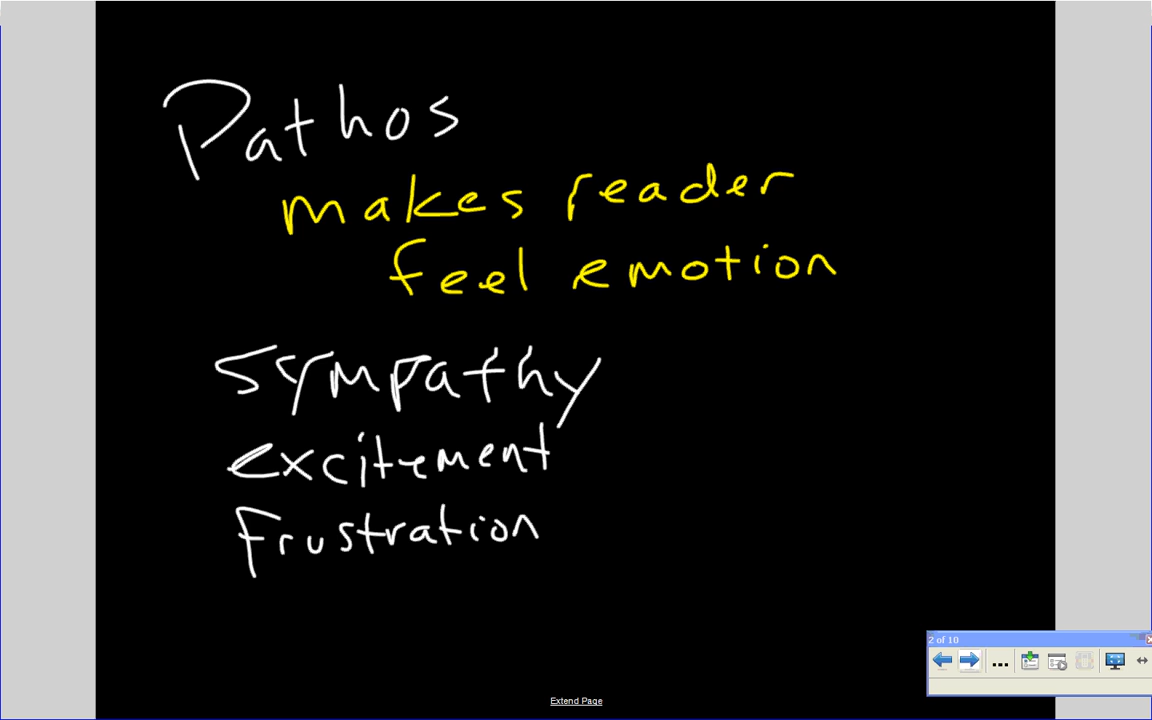 Pathos
makes reader
feel emotion
Sympathy
excitement
Frustration
2 of 10
...
Extend Page